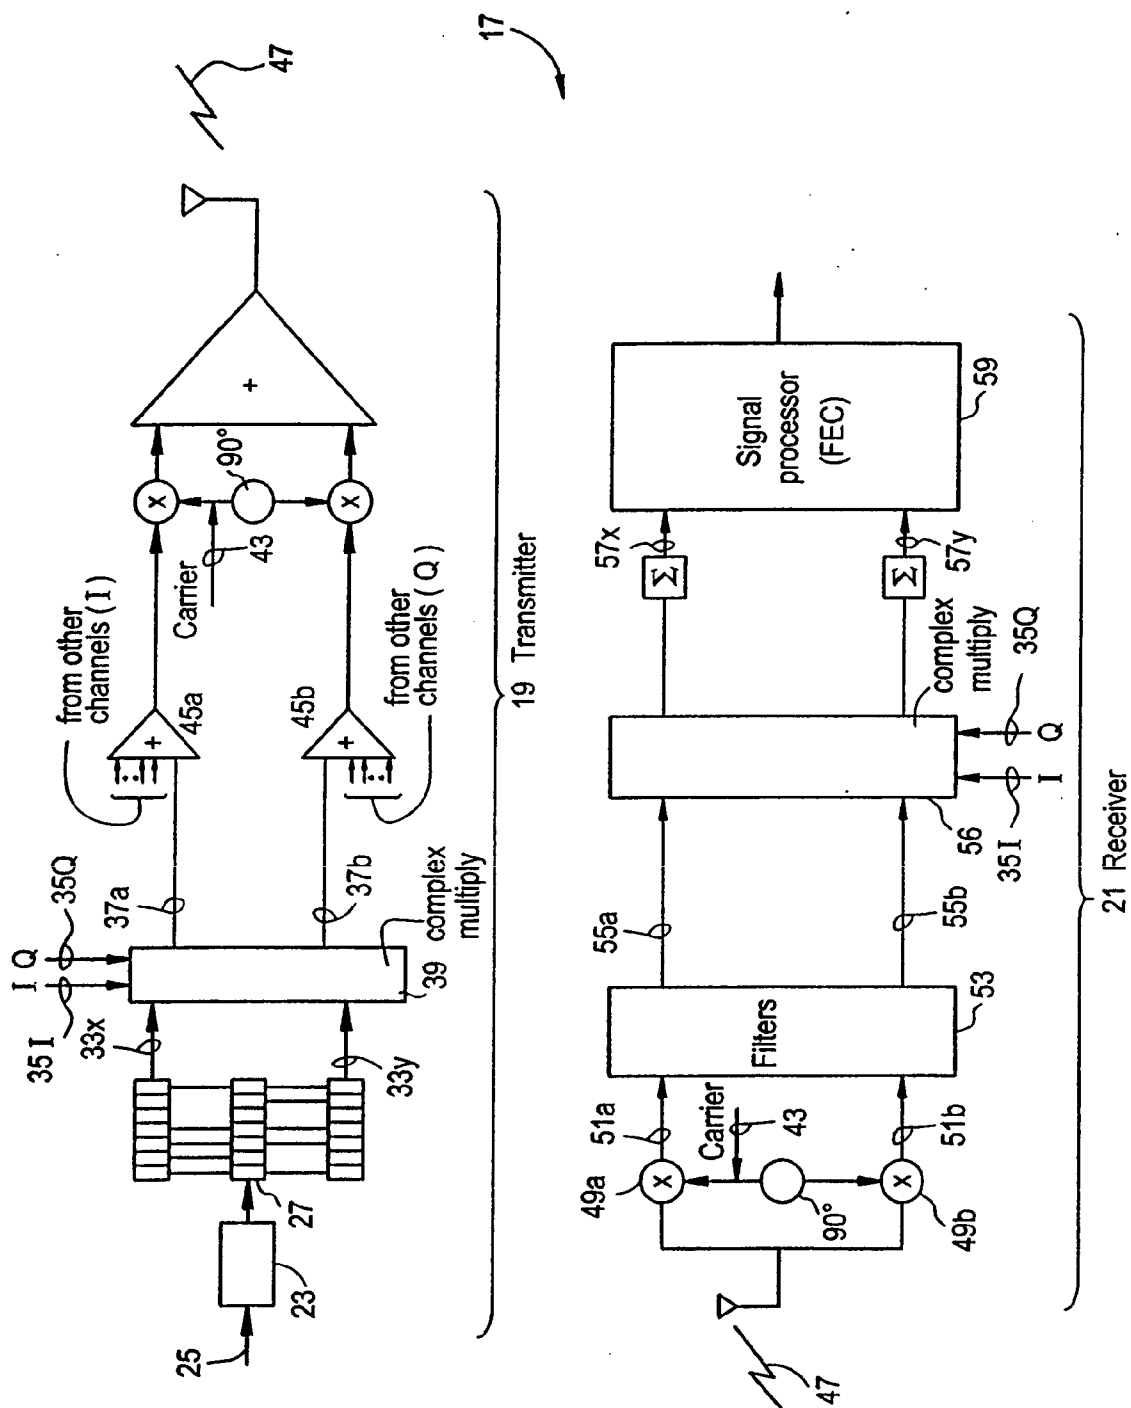 17
47
25
23
27
33x
33y
35I
I
Q
35Q
39
complex
multiply
37a
37b
from other
channels (I)
45a
45b
from other
channels (Q)
+
+
Carrier
43
90°
X
X
+
19 Transmitter
47
49a
X
49b
X
90°
Carrier
43
51a
51b
Filters
53
55a
55b
56
35I
I
Q
35Q
complex
multiply
Σ
Σ
57x
57y
Signal
processor
(FEC)
59
21 Receiver